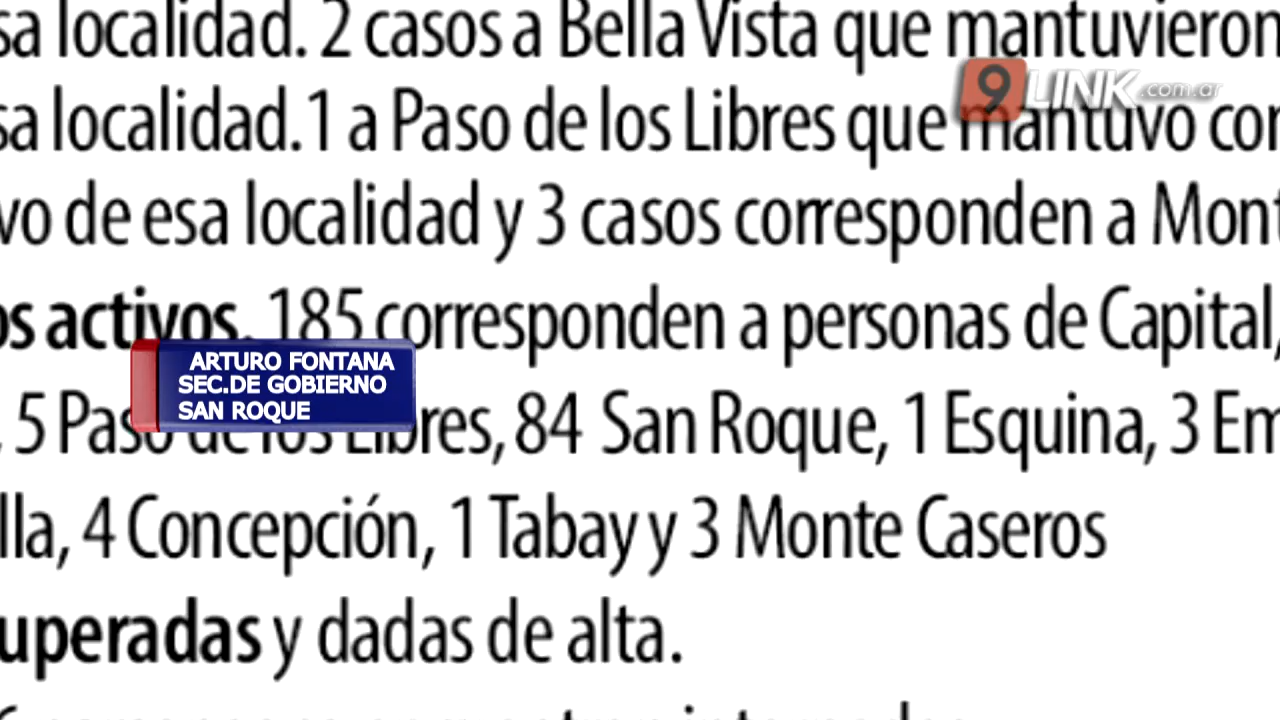 sa localidad. 2 casos a Bella Vista que mantuvieron
9 LINK.com.ar
sa localidad.1 a Paso de los Libres que mantuvo con
vo de esa localidad y 3 casos corresponden a Mont
os activos, 185 corresponden a personas de Capital,
ARTURO FONTANA
SEC.DE GOBIERNO
SAN ROQUE
, 5 Paso de los Libres, 84 San Roque, 1 Esquina, 3 Em
lla, 4 Concepción, 1 Tabay y 3 Monte Caseros
uperadas y dadas de alta.